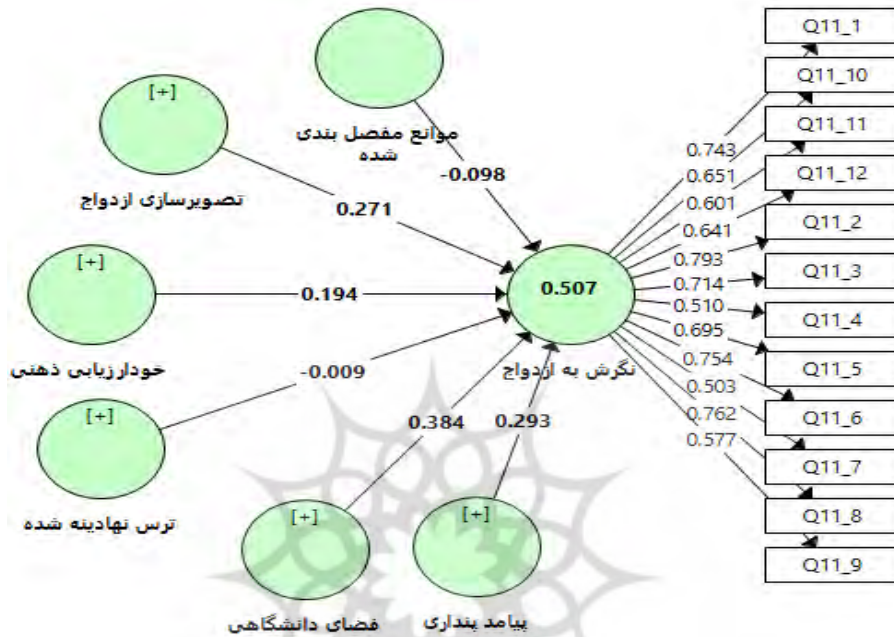 موانع مفصل بندی
شده
-0.098
[+]
تصویرسازی ازدواج
0.271
[+]
خودارزیابی ذهنی
0.194
[+]
ترس نهادینه شده
-0.009
[+]
فضای دانشگاهی
0.384
[+]
پیامد پنداری
0.293
0.507
نگرش به ازدواج
0.743
0.651
0.601
0.641
0.793
0.714
0.510
0.695
0.754
0.503
0.762
0.577
Q11_1
Q11_10
Q11_11
Q11_12
Q11_2
Q11_3
Q11_4
Q11_5
Q11_6
Q11_7
Q11_8
Q11_9